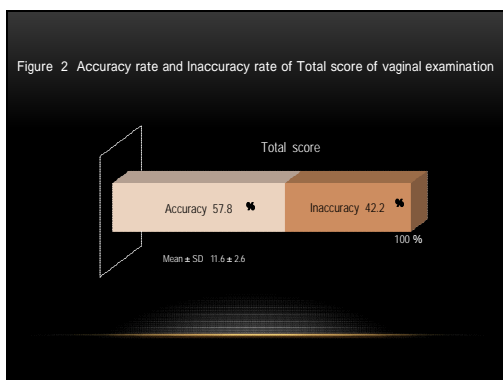 Figure 2 Accuracy rate and Inaccuracy rate of Total score of vaginal examination
Total score
Accuracy 57.8 %
Inaccuracy 42.2 %
100 %
Mean ± SD 11.6 ± 2.6